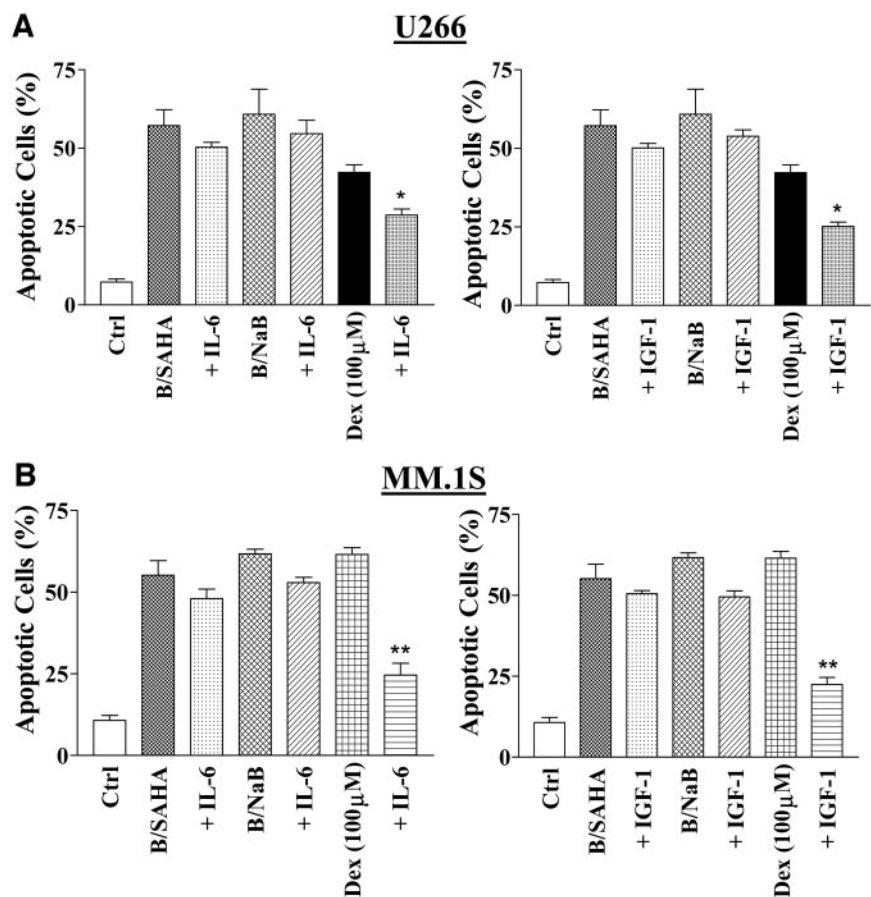 A
U266
Apoptotic Cells (%)
75
50
25
0
*
Ctrl
B/SAHA
+ IL-6
B/NaB
+ IL-6
Dex (100μM)
+ IL-6
Apoptotic Cells (%)
75
50
25
0
*
Ctrl
B/SAHA
+ IGF-1
B/NaB
+ IGF-1
Dex (100μM)
+ IGF-1
B
MM.1S
Apoptotic Cells (%)
75
50
25
0
**
Ctrl
B/SAHA
+ IL-6
B/NaB
+ IL-6
Dex (100μM)
+ IL-6
Apoptotic Cells (%)
75
50
25
0
**
Ctrl
B/SAHA
+ IGF-1
B/NaB
+ IGF-1
Dex (100μM)
+ IGF-1